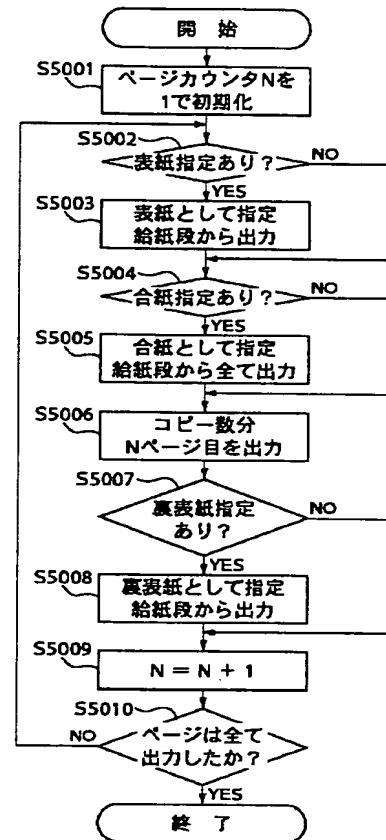 開 始
S5001
ページカウンタNを
1で初期化
S5002
表紙指定あり?
NO
YES
S5003
表紙として指定
給紙段から出力
S5004
合紙指定あり?
NO
YES
S5005
合紙として指定
給紙段から全て出力
S5006
コピー数分
Nページ目を出力
S5007
裏表紙指定
あり?
NO
YES
S5008
裏表紙として指定
給紙段から出力
S5009
N = N + 1
S5010
ページは全て
出力したか?
NO
YES
終 了